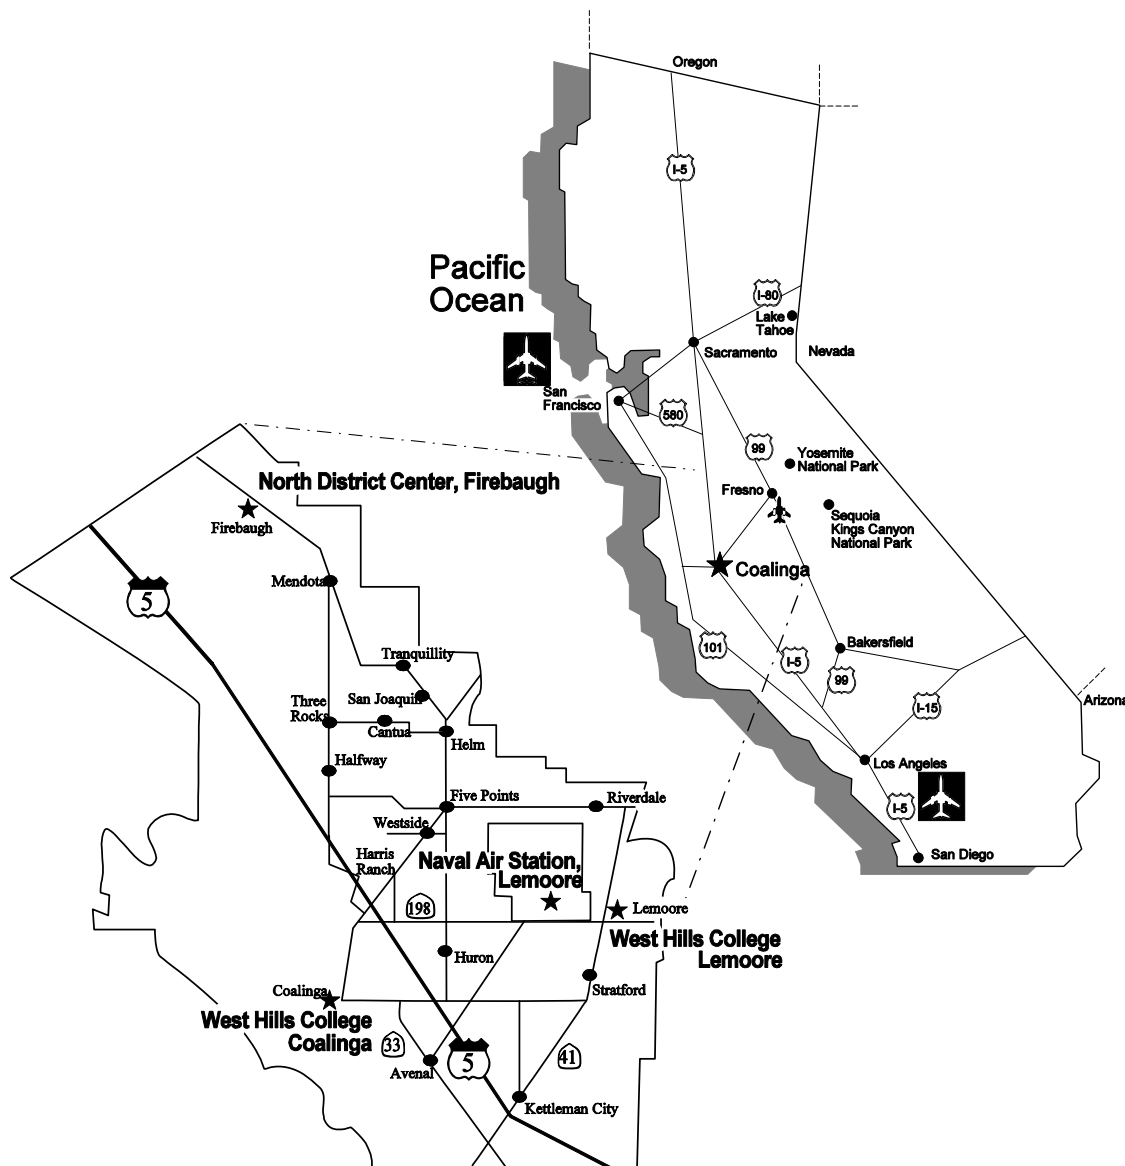 Oregon
I-5
Pacific
Ocean
I-80
Lake
Tahoe
Sacramento
Nevada
San
Francisco
580
99
Yosemite
National Park
Fresno
Sequoia
Kings Canyon
National Park
Coalinga
101
I-5
Bakersfield
99
I-15
Arizona
Los Angeles
I-5
San Diego
North District Center, Firebaugh
Firebaugh
Mendota
5
Tranquillity
San Joaquin
Three
Rocks
Cantua
Helm
Halfway
Five Points
Riverdale
Westside
Harris
Ranch
Naval Air Station,
Lemoore
198
Lemoore
West Hills College
Lemoore
Huron
Stratford
Coalinga
West Hills College
Coalinga
33
5
41
Avenal
Kettleman City